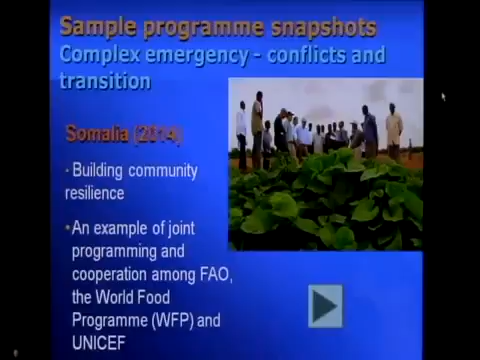 Sample programme snapshots
Complex emergency - conflicts and
transition
Somalia (2014)
• Building community
resilience
• An example of joint
programming and
cooperation among FAO,
the World Food
Programme (WFP) and
UNICEF